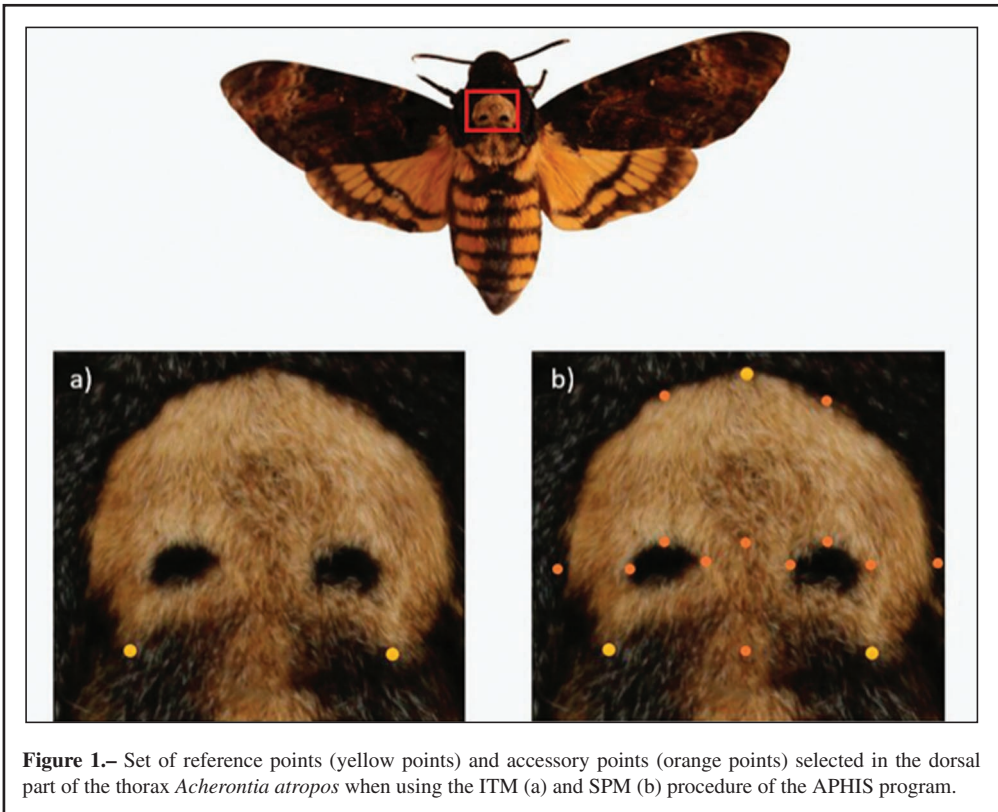 a)
b)
Figure 1.– Set of reference points (yellow points) and accessory points (orange points) selected in the dorsal
part of the thorax Acherontia atropos when using the ITM (a) and SPM (b) procedure of the APHIS program.